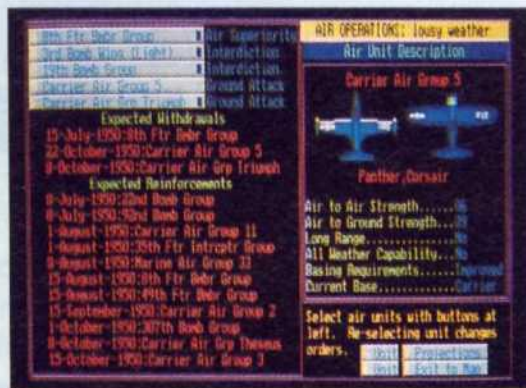 8th Ftr Bmbr Group Air Superiority
3rd Bomb Wing (Light) Interdiction
19th Bomb Group Interdiction
Carrier Air Group 5 Ground Attack
Carrier Air Grp Triumph Ground Attack
Expected Withdrawals
15-July-1950:8th Ftr Bmbr Group
22-October-1950:Carrier Air Group 5
8-October-1950:Carrier Air Grp Triumph
Expected Reinforcements
8-July-1950:22nd Bomb Group
8-July-1950:92nd Bomb Group
1-August-1950:Carrier Air Group 11
1-August-1950:35th Ftr Intrcptr Group
8-August-1950:Marine Air Group 33
15-August-1950:8th Ftr Bmbr Group
15-August-1950:49th Ftr Bmbr Group
15-September-1950:Carrier Air Group 2
1-October-1950:307th Bomb Group
8-October-1950:Carrier Air Grp Theseus
15-October-1950:Carrier Air Group 3
AIR OPERATIONS: lousy weather
Air Unit Description
Carrier Air Group 5
Panther,Corsair
Air to Air Strength......
Air to Ground Strength...
Long Range...............No
All Weather Capability...No
Basing Requirements......Improved
Current Base.............Carrier
Select air units with buttons at
left. Re-selecting unit changes
orders.
Unit Projections
Unit Exit to Map